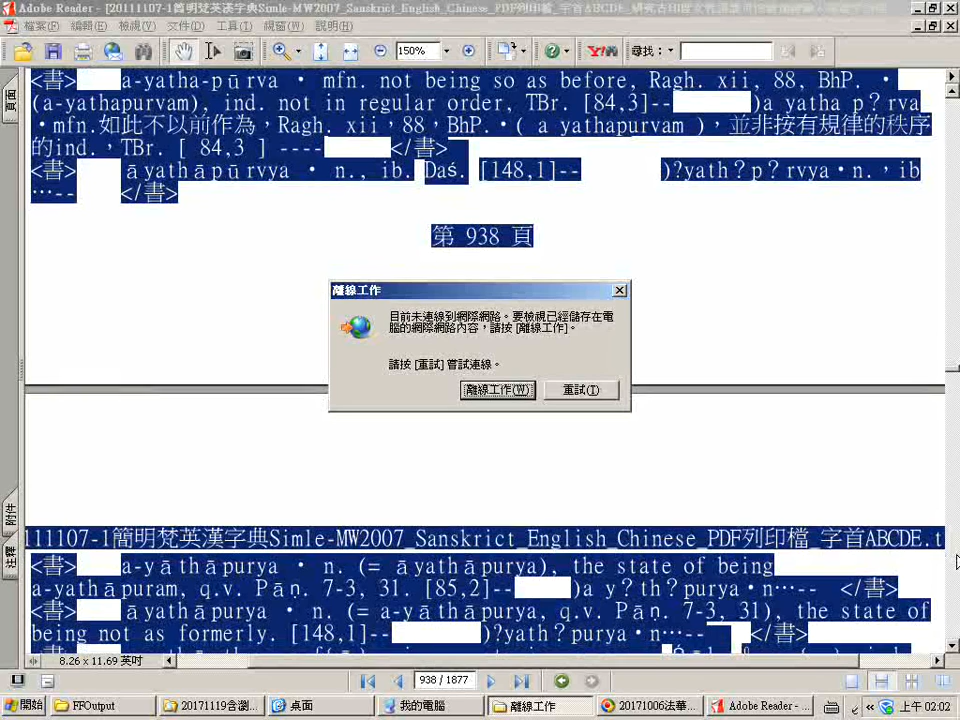 Adobe Reader - [20111107-1簡明梵英漢字典Simle-MW2007_Sanskrict_English_Chinese_PDF列印檔_字首ABCDE
檔案(F) 編輯(E) 檢視(V) 文件(D) 工具(T) 視窗(W) 說明(H)
150% Y! 尋找:
頁面
<書> a-yatha-pūrva · mfn. not being so as before, Ragh. xii, 88, BhP. ·
(a-yathapurvam), ind. not in regular order, TBr. [84,3]-- )a yatha p?rva
·mfn.如此不以前作為,Ragh. xii,88,BhP.·( a yathapurvam ),並非按有規律的秩序
的ind.,TBr. [ 84,3 ] ---- </書>
<書> āyathāpūrvya · n., ib. Daś. [148,1]-- )?yath?p?rvya·n.,ib
…-- </書>
第 938 頁
離線工作
目前未連線到網際網路。要檢視已經儲存在電
腦的網際網路內容,請按 [離線工作]。
請按 [重試] 嘗試連線。
離線工作(W) 重試(T)
附件
注釋
111107-1簡明梵英漢字典Simle-MW2007_Sanskrict_English_Chinese_PDF列印檔_字首ABCDE.t
<書> a-yāthāpurya · n. (= āyathāpurya), the state of being
a-yathāpuram, q.v. Pāṇ. 7-3, 31. [85,2]-- )a y?th?purya·n…-- </書>
<書> āyathāpurya · n. (= a-yāthāpurya, q.v. Pāṇ. 7-3, 31), the state of
being not as formerly. [148,1]-- )?yath?purya·n…-- </書>
8.26 x 11.69 英吋
938 / 1877
開始 FFOutput 20171119含瀏... 桌面 我的電腦 離線工作 20171006法華... Adobe Reader -... 上午 02:02